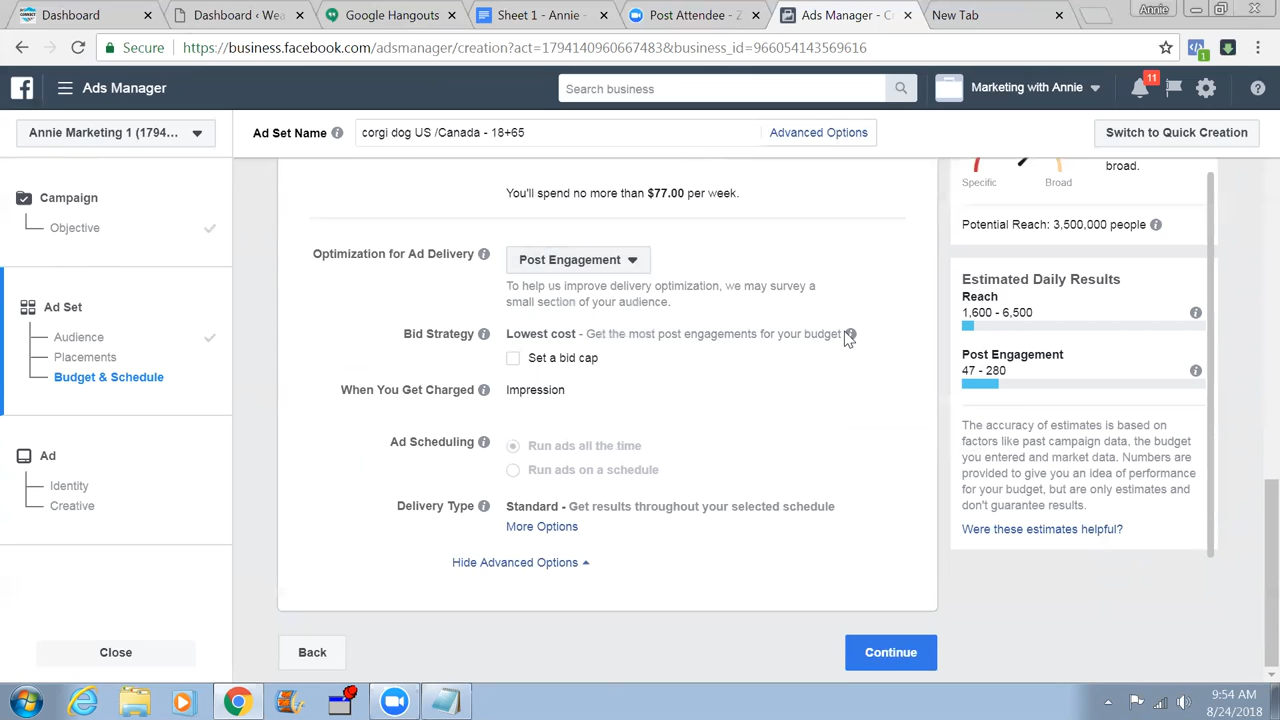 Dashboard
Dashboard < Wea
Google Hangouts
Sheet 1 - Annie -
Post Attendee - Z
Ads Manager - Cr
New Tab
Annie
Secure
https://business.facebook.com/adsmanager/creation?act=1794140960667483&business_id=966054143569616
1
Ads Manager
Search business
Marketing with Annie
11
Annie Marketing 1 (1794...
Ad Set Name
corgi dog US /Canada - 18+65
Advanced Options
Switch to Quick Creation
Campaign
Objective
Ad Set
Audience
Placements
Budget & Schedule
Ad
Identity
Creative
Close
You'll spend no more than $77.00 per week.
Optimization for Ad Delivery
Post Engagement
To help us improve delivery optimization, we may survey a
small section of your audience.
Bid Strategy
Lowest cost - Get the most post engagements for your budget
Set a bid cap
When You Get Charged
Impression
Ad Scheduling
Run ads all the time
Run ads on a schedule
Delivery Type
Standard - Get results throughout your selected schedule
More Options
Hide Advanced Options
Back
Continue
Specific
Broad
broad.
Potential Reach: 3,500,000 people
Estimated Daily Results
Reach
1,600 - 6,500
Post Engagement
47 - 280
The accuracy of estimates is based on
factors like past campaign data, the budget
you entered and market data. Numbers are
provided to give you an idea of performance
for your budget, but are only estimates and
don't guarantee results.
Were these estimates helpful?
9:54 AM
8/24/2018